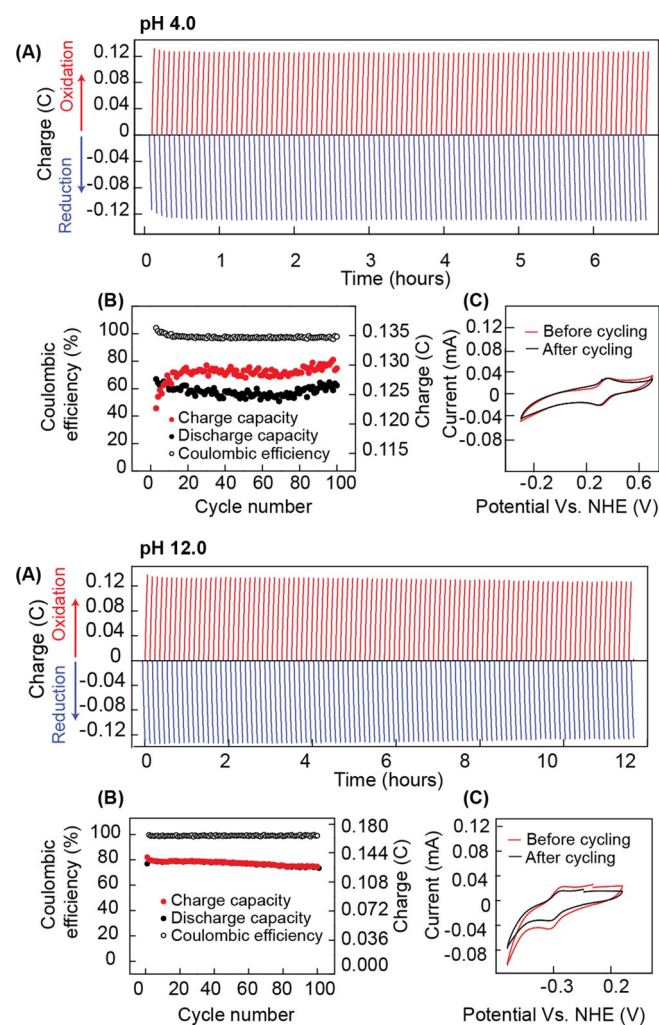 pH 4.0
(A)
Charge (C)
Oxidation
Reduction
0.12
0.08
0.04
0
-0.04
-0.08
-0.12
0 1 2 3 4 5 6
Time (hours)
(B)
Coulombic
efficiency (%)
100
80
60
40
20
0
0.135
0.130
0.125
0.120
0.115
Charge (C)
Charge capacity
Discharge capacity
Coulombic efficiency
0 20 40 60 80 100
Cycle number
(C)
Current (mA)
0.12
0.08
0.04
0
-0.04
-0.08
Before cycling
After cycling
-0.2 0.2 0.6
Potential Vs. NHE (V)
pH 12.0
(A)
Charge (C)
Oxidation
Reduction
0.12
0.08
0.04
0
-0.04
-0.08
-0.12
0 2 4 6 8 10 12
Time (hours)
(B)
Coulombic
efficiency (%)
100
80
60
40
20
0
0.180
0.144
0.108
0.072
0.036
0.000
Charge (C)
Charge capacity
Discharge capacity
Coulombic efficiency
0 20 40 60 80 100
Cycle number
(C)
Current (mA)
0.12
0.08
0.04
0
-0.04
-0.08
Before cycling
After cycling
-0.3 0.2
Potential Vs. NHE (V)